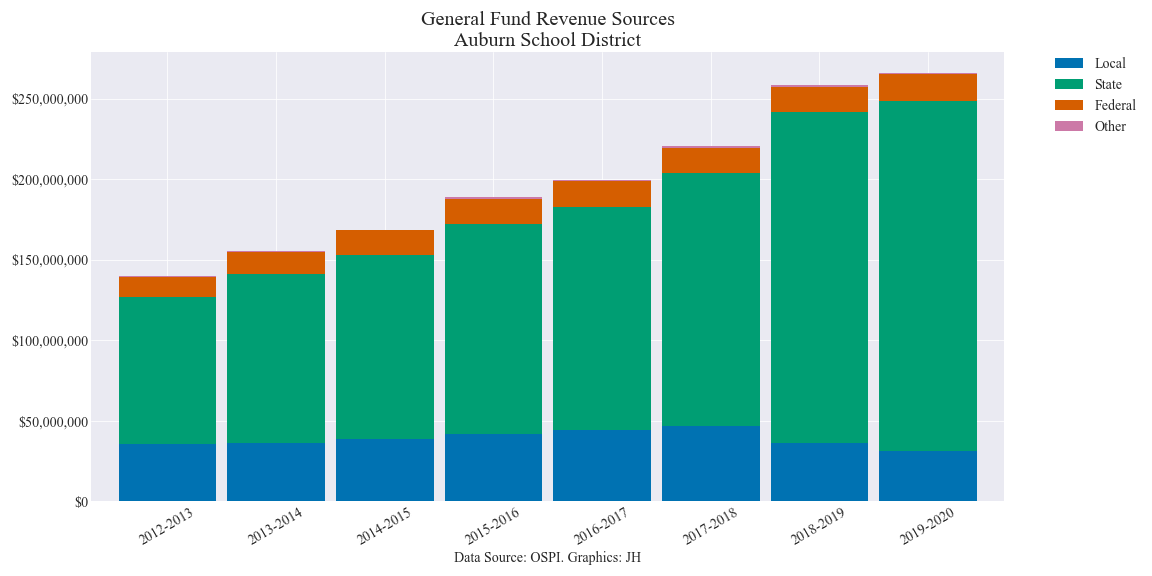 General Fund Revenue Sources
Auburn School District
Local
State
Federal
Other
$250,000,000
$200,000,000
$150,000,000
$100,000,000
$50,000,000
$0
2012-2013
2013-2014
2014-2015
2015-2016
2016-2017
2017-2018
2018-2019
2019-2020
Data Source: OSPI. Graphics: JH